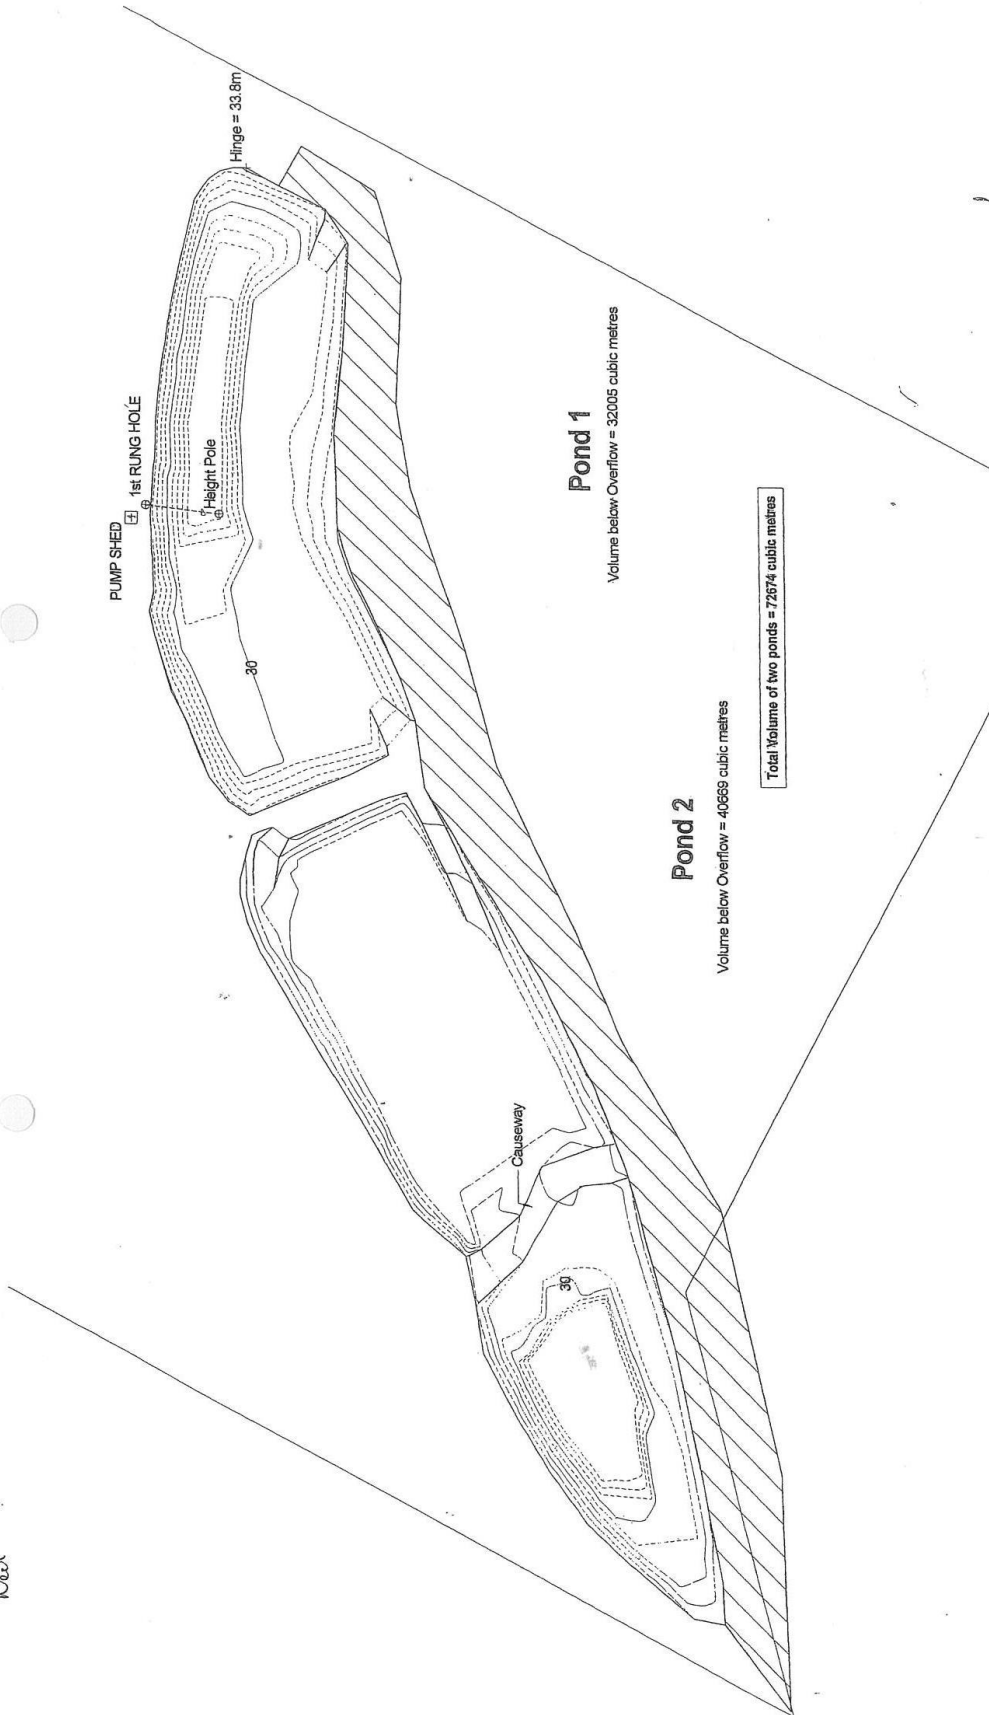 PUMP SHED
1st RUNG HOLE
Height Pole
Hinge = 33.8m
30
Causeway
30
Pond 1
Volume below Overflow = 32005 cubic metres
Pond 2
Volume below Overflow = 40669 cubic metres
Total Volume of two ponds = 72674 cubic metres